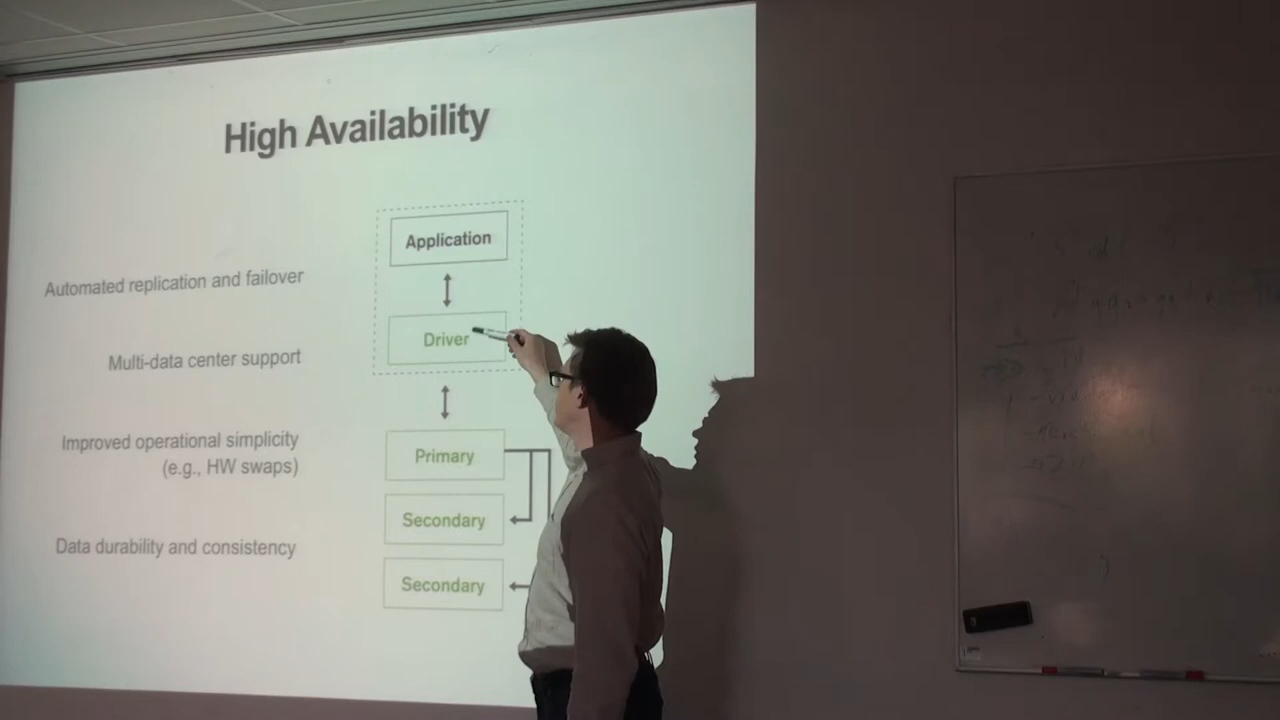 High Availability
Automated replication and failover
Multi-data center support
Improved operational simplicity
(e.g., HW swaps)
Data durability and consistency
Application
Driver
Primary
Secondary
Secondary